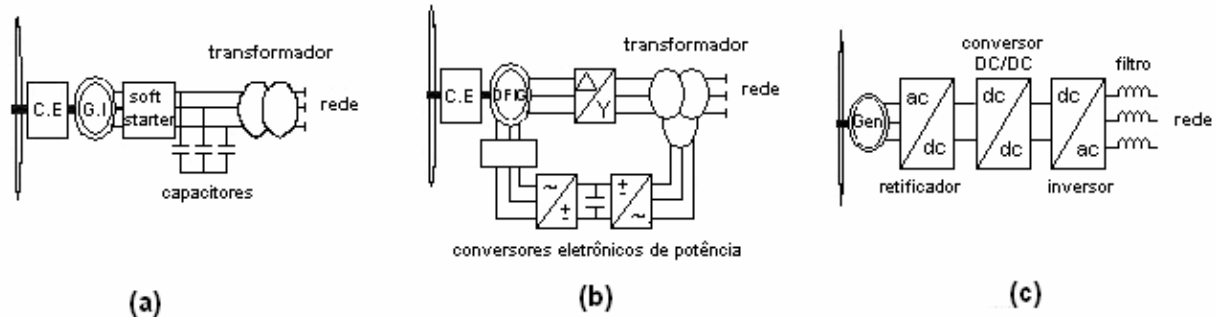 transformador
C.E
G.I
soft
starter
rede
capacitores
(a)
transformador
C.E
DFIG
Δ
Y
rede
~
±
±
~
conversores eletrônicos de potência
(b)
conversor
DC/DC
filtro
Gen
ac
dc
dc
dc
dc
ac
rede
retificador
inversor
(c)